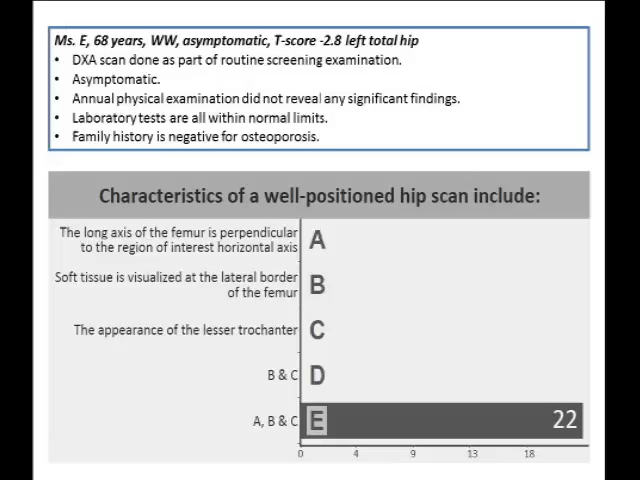 Ms. E, 68 years, WW, asymptomatic, T-score -2.8 left total hip
• DXA scan done as part of routine screening examination.
• Asymptomatic.
• Annual physical examination did not reveal any significant findings.
• Laboratory tests are all within normal limits.
• Family history is negative for osteoporosis.
Characteristics of a well-positioned hip scan include:
The long axis of the femur is perpendicular
to the region of interest horizontal axis
A
Soft tissue is visualized at the lateral border
of the femur
B
The appearance of the lesser trochanter
C
B & C
D
A, B & C
E
22
0 4 9 13 18